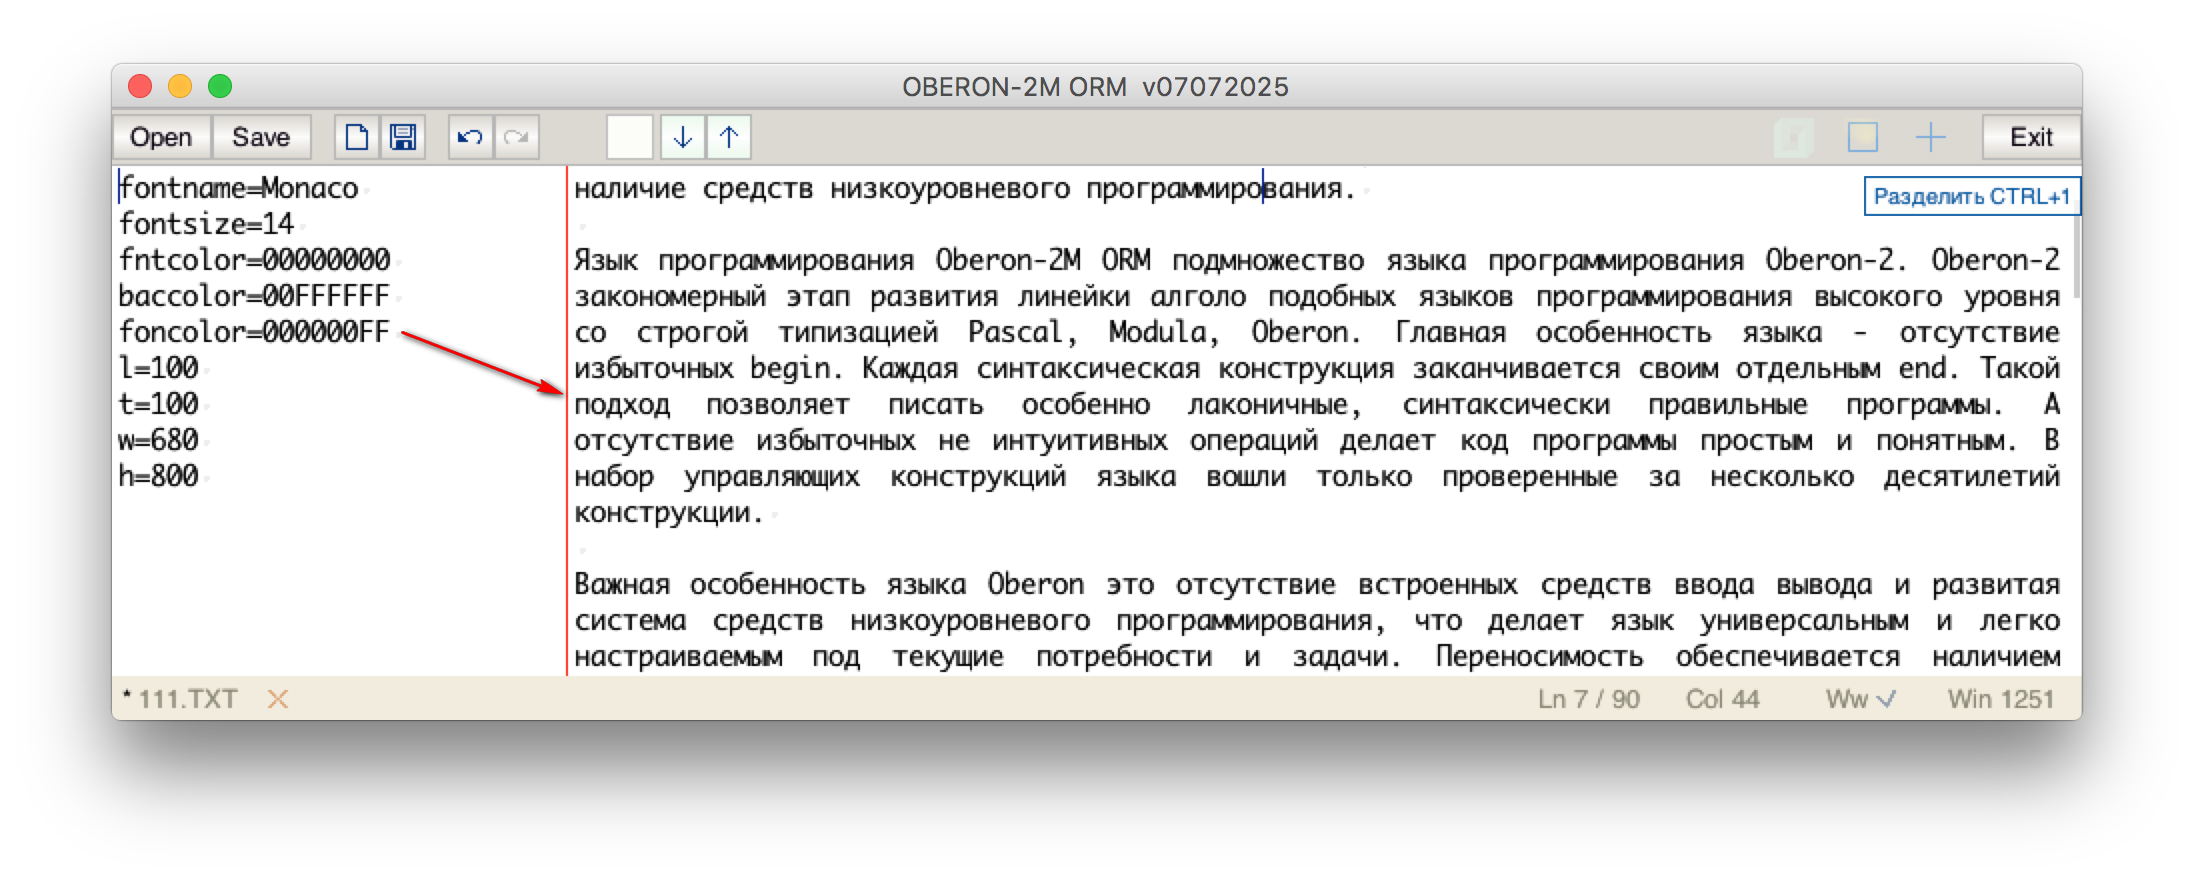 OBERON-2M ORM v07072025
Open Save Exit
Разделить CTRL+1
fontname=Monaco
fontsize=14
fntcolor=00000000
baccolor=00FFFFFF
foncolor=000000FF
l=100
t=100
w=680
h=800
наличие средств низкоуровневого программирования.
Язык программирования Oberon-2M ORM подмножество языка программирования Oberon-2. Oberon-2
закономерный этап развития линейки алголо подобных языков программирования высокого уровня
со строгой типизацией Pascal, Modula, Oberon. Главная особенность языка - отсутствие
избыточных begin. Каждая синтаксическая конструкция заканчивается своим отдельным end. Такой
подход позволяет писать особенно лаконичные, синтаксически правильные программы. А
отсутствие избыточных не интуитивных операций делает код программы простым и понятным. В
набор управляющих конструкций языка вошли только проверенные за несколько десятилетий
конструкции.
Важная особенность языка Oberon это отсутствие встроенных средств ввода вывода и развитая
система средств низкоуровневого программирования, что делает язык универсальным и легко
настраиваемым под текущие потребности и задачи. Переносимость обеспечивается наличием
* 111.TXT Ln 7 / 90 Col 44 Ww Win 1251